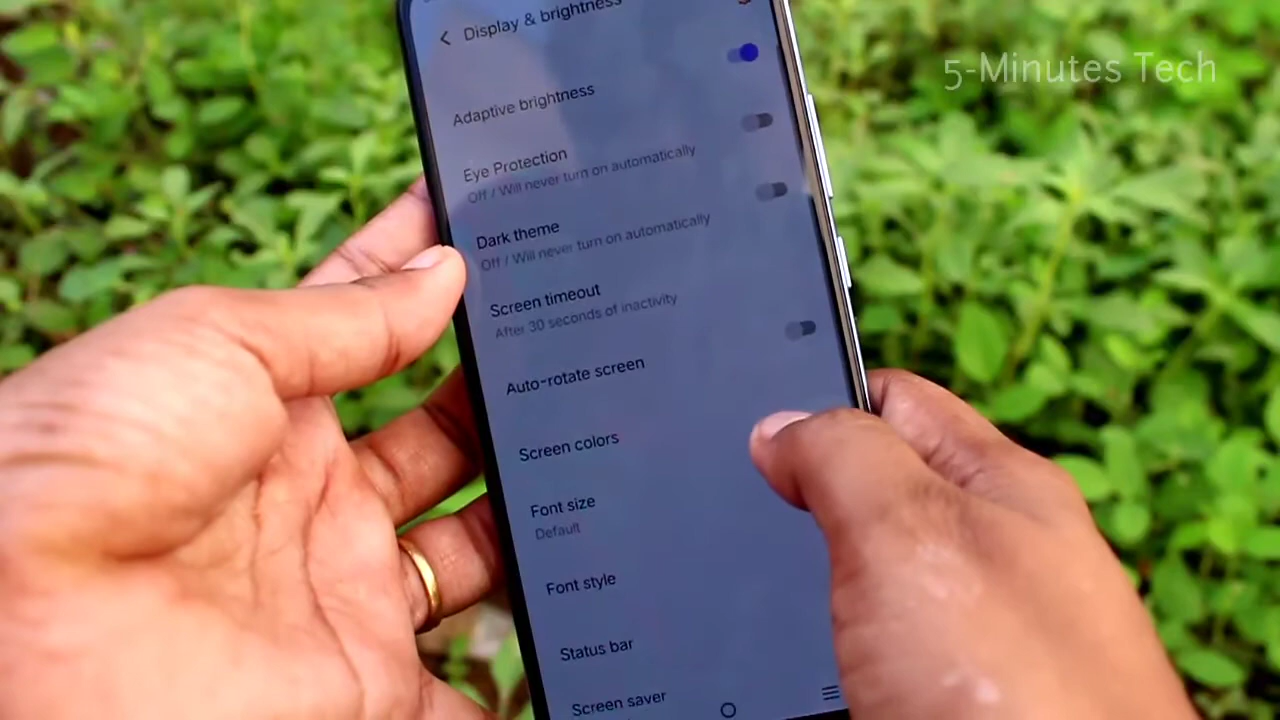 Display & brightness
5-Minutes Tech
Adaptive brightness
Eye Protection
Off / Will never turn on automatically
Dark theme
Off / Will never turn on automatically
Screen timeout
After 30 seconds of inactivity
Auto-rotate screen
Screen colors
Font size
Default
Font style
Status bar
Screen saver